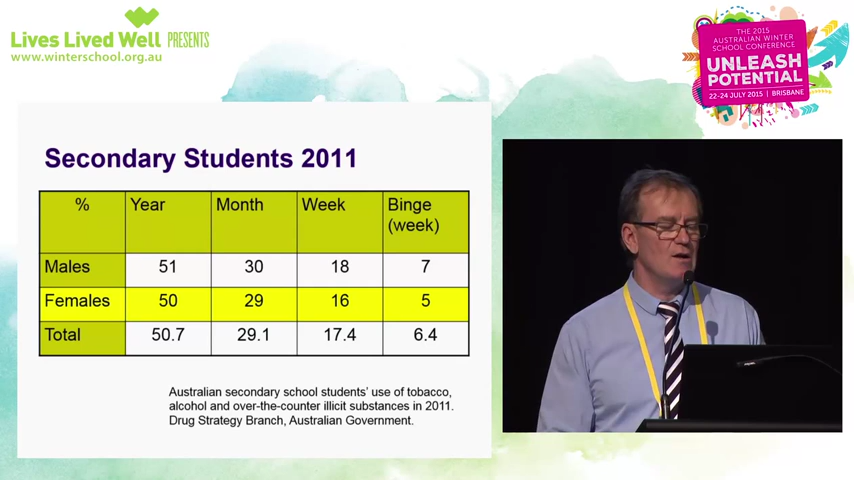 Lives Lived Well PRESENTS
www.winterschool.org.au
THE 2015
AUSTRALIAN WINTER
SCHOOL CONFERENCE
UNLEASH
POTENTIAL
22-24 JULY 2015 | BRISBANE
Secondary Students 2011
% Year Month Week Binge
(week)
Males 51 30 18 7
Females 50 29 16 5
Total 50.7 29.1 17.4 6.4
Australian secondary school students' use of tobacco,
alcohol and over-the-counter illicit substances in 2011.
Drug Strategy Branch, Australian Government.